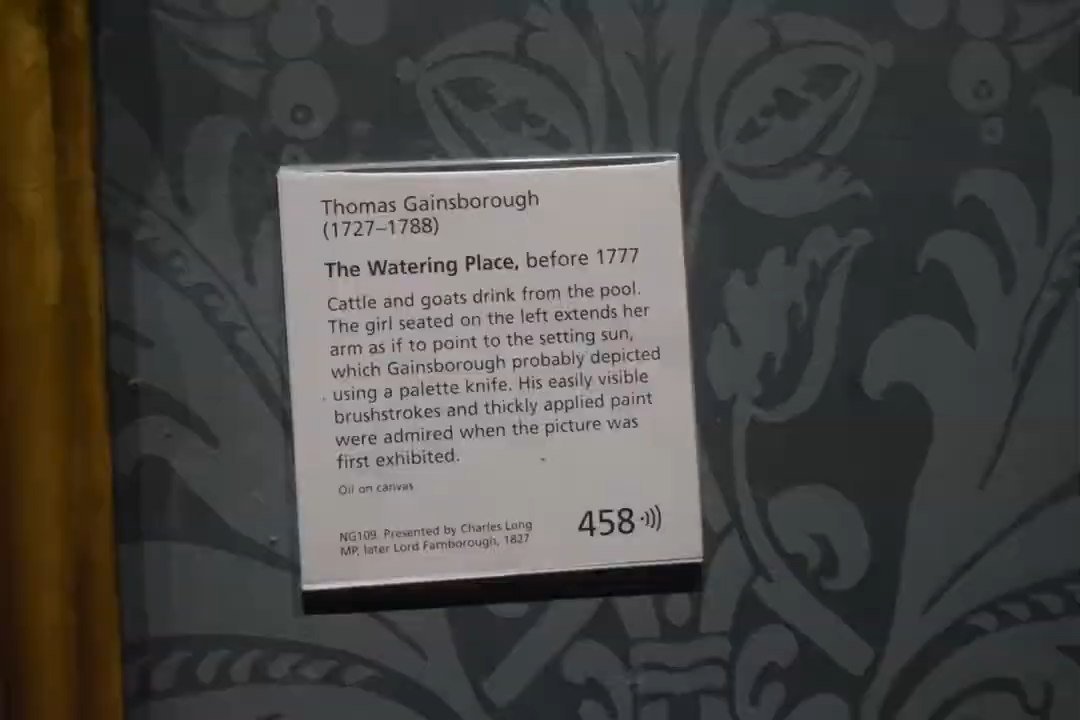 Thomas Gainsborough
(1727–1788)
The Watering Place, before 1777
Cattle and goats drink from the pool.
The girl seated on the left extends her
arm as if to point to the setting sun,
which Gainsborough probably depicted
using a palette knife. His easily visible
brushstrokes and thickly applied paint
were admired when the picture was
first exhibited.
Oil on canvas
NG109. Presented by Charles Long
MP, later Lord Farnborough, 1827
458